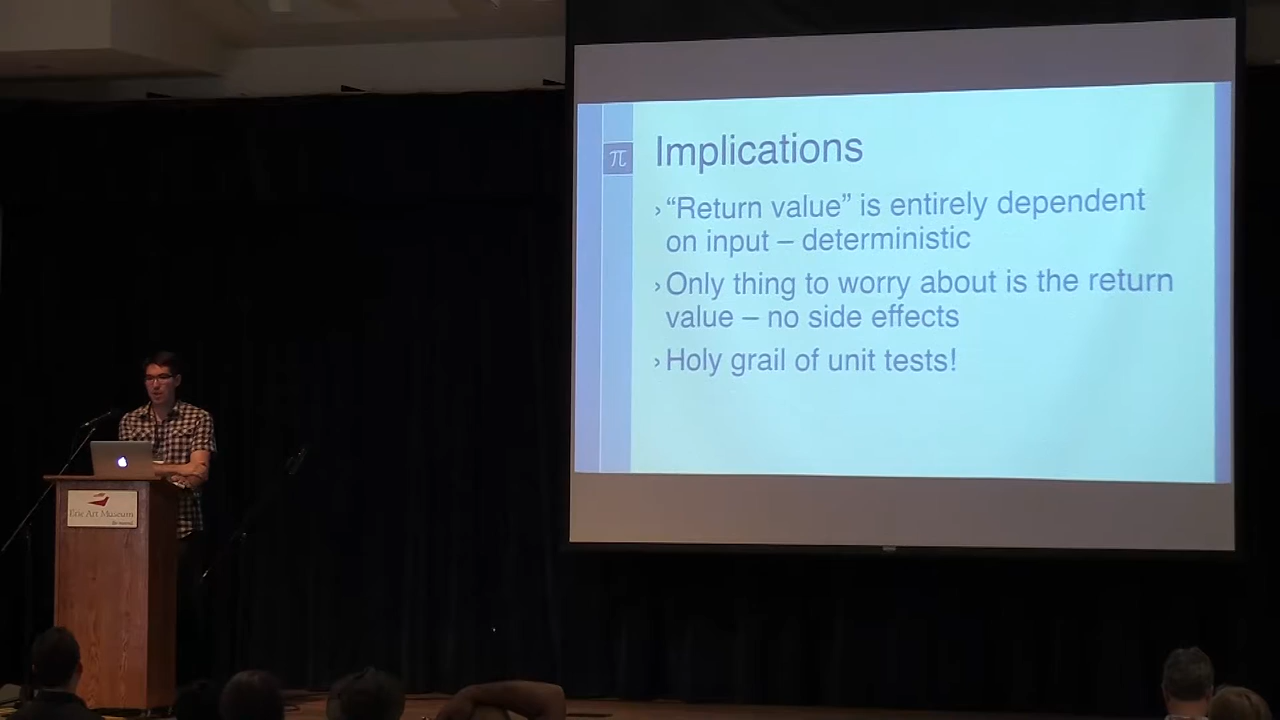 π
Implications
› “Return value” is entirely dependent
on input – deterministic
› Only thing to worry about is the return
value – no side effects
› Holy grail of unit tests!
Erie Art Museum